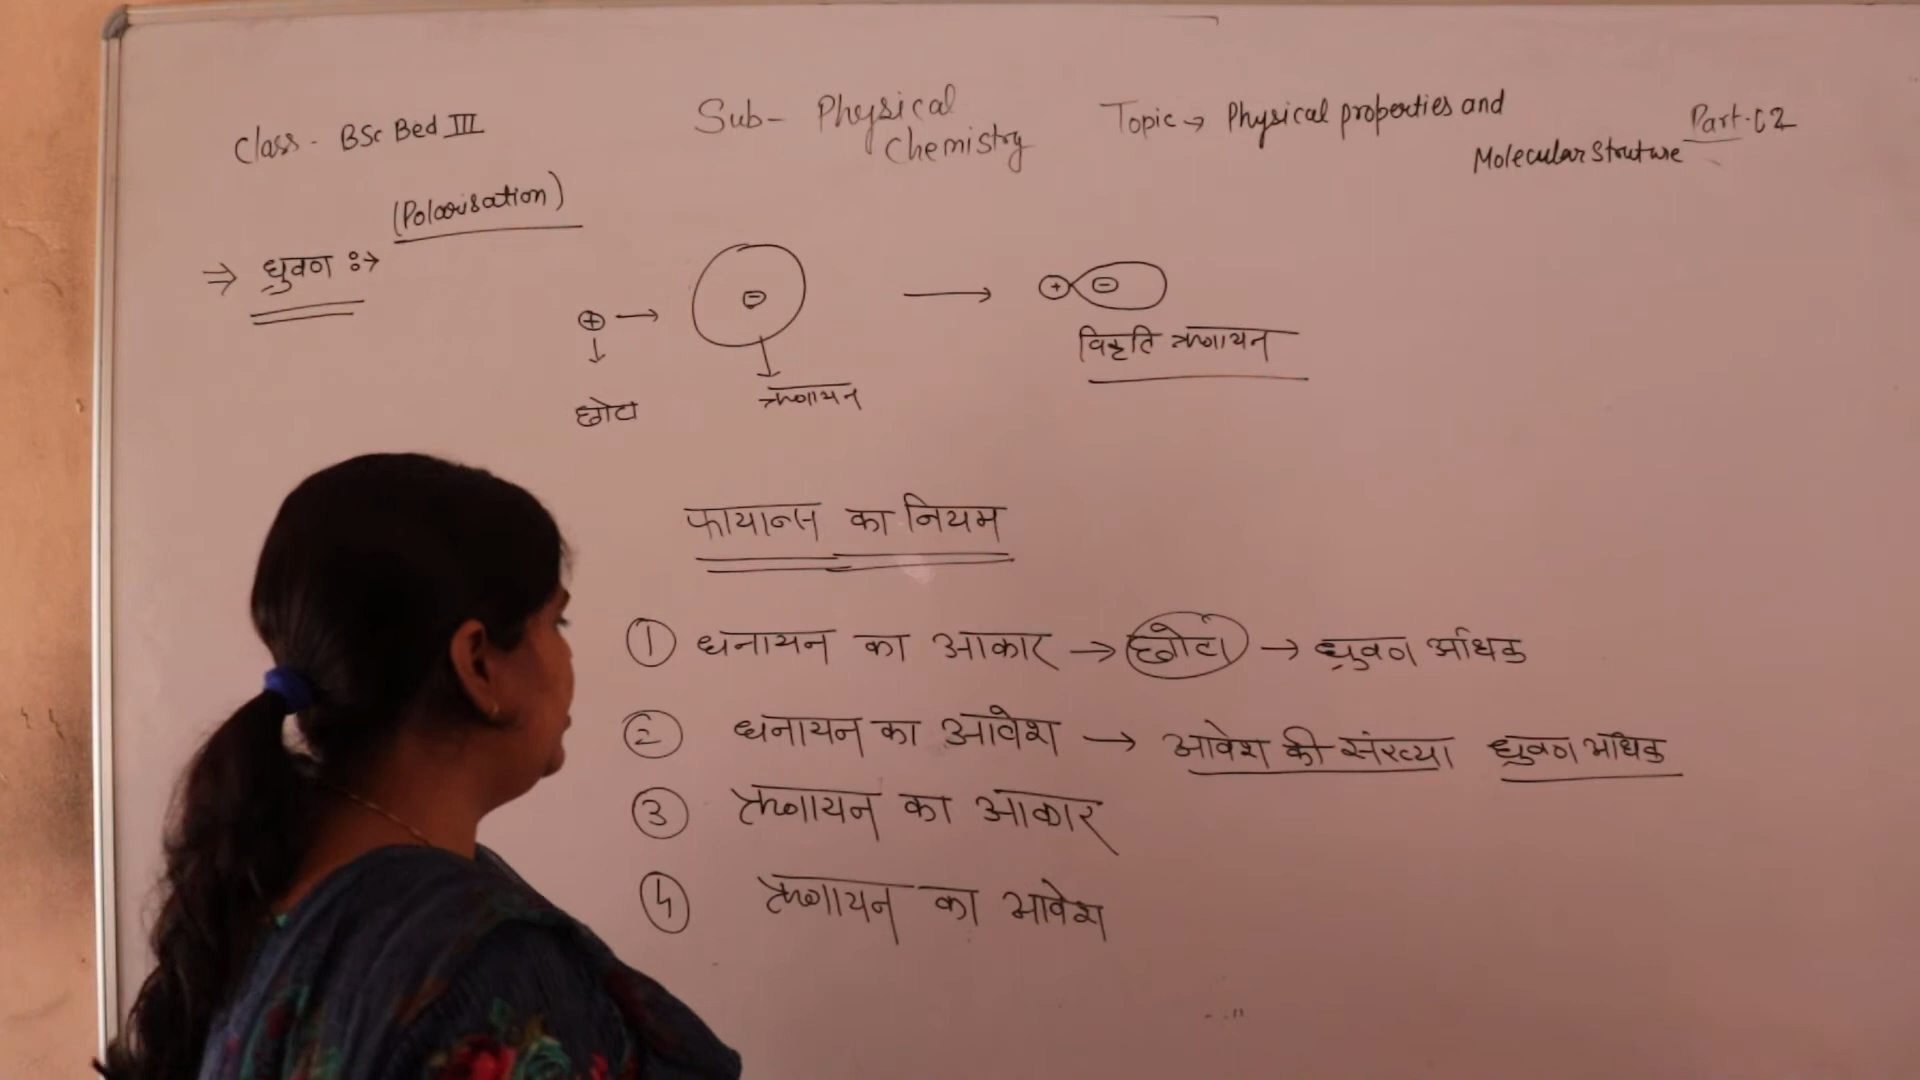 Class - BSc Bed III
Sub - Physical Chemistry
Topic → Physical properties and Molecular Struture
Part-02
(Polarisation)
⇒ ध्रुवण :→
⊕ → ⊖ → ⊕ ⊖
छोटा
ऋणायन
विकृति ऋणायन
फायान्स का नियम
① धनायन का आकार → छोटा → ध्रुवण अधिक
② धनायन का आवेश → आवेश की संख्या ध्रुवण अधिक
③ ऋणायन का आकार
④ ऋणायन का आवेश